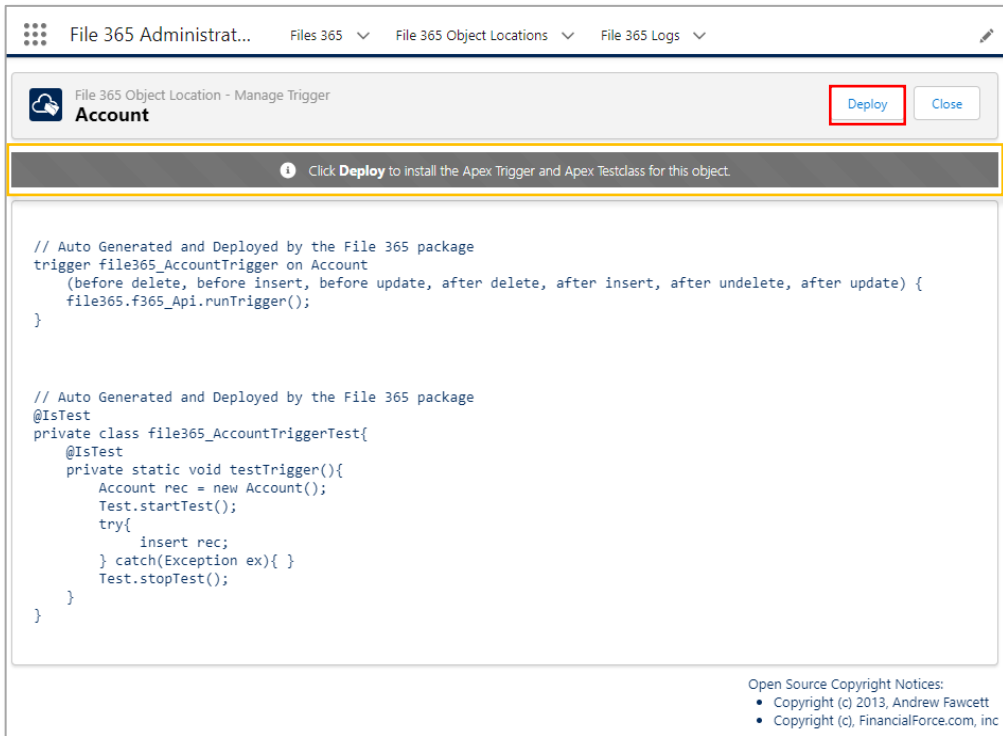 File 365 Administrat... Files 365 File 365 Object Locations File 365 Logs
File 365 Object Location - Manage Trigger
Account
Deploy Close
Click Deploy to install the Apex Trigger and Apex Testclass for this object.
// Auto Generated and Deployed by the File 365 package
trigger file365_AccountTrigger on Account
    (before delete, before insert, before update, after delete, after insert, after undelete, after update) {
    file365.f365_Api.runTrigger();
}
// Auto Generated and Deployed by the File 365 package
@IsTest
private class file365_AccountTriggerTest{
    @IsTest
    private static void testTrigger(){
        Account rec = new Account();
        Test.startTest();
        try{
            insert rec;
        } catch(Exception ex){ }
        Test.stopTest();
    }
}
Open Source Copyright Notices:
• Copyright (c) 2013, Andrew Fawcett
• Copyright (c), FinancialForce.com, inc